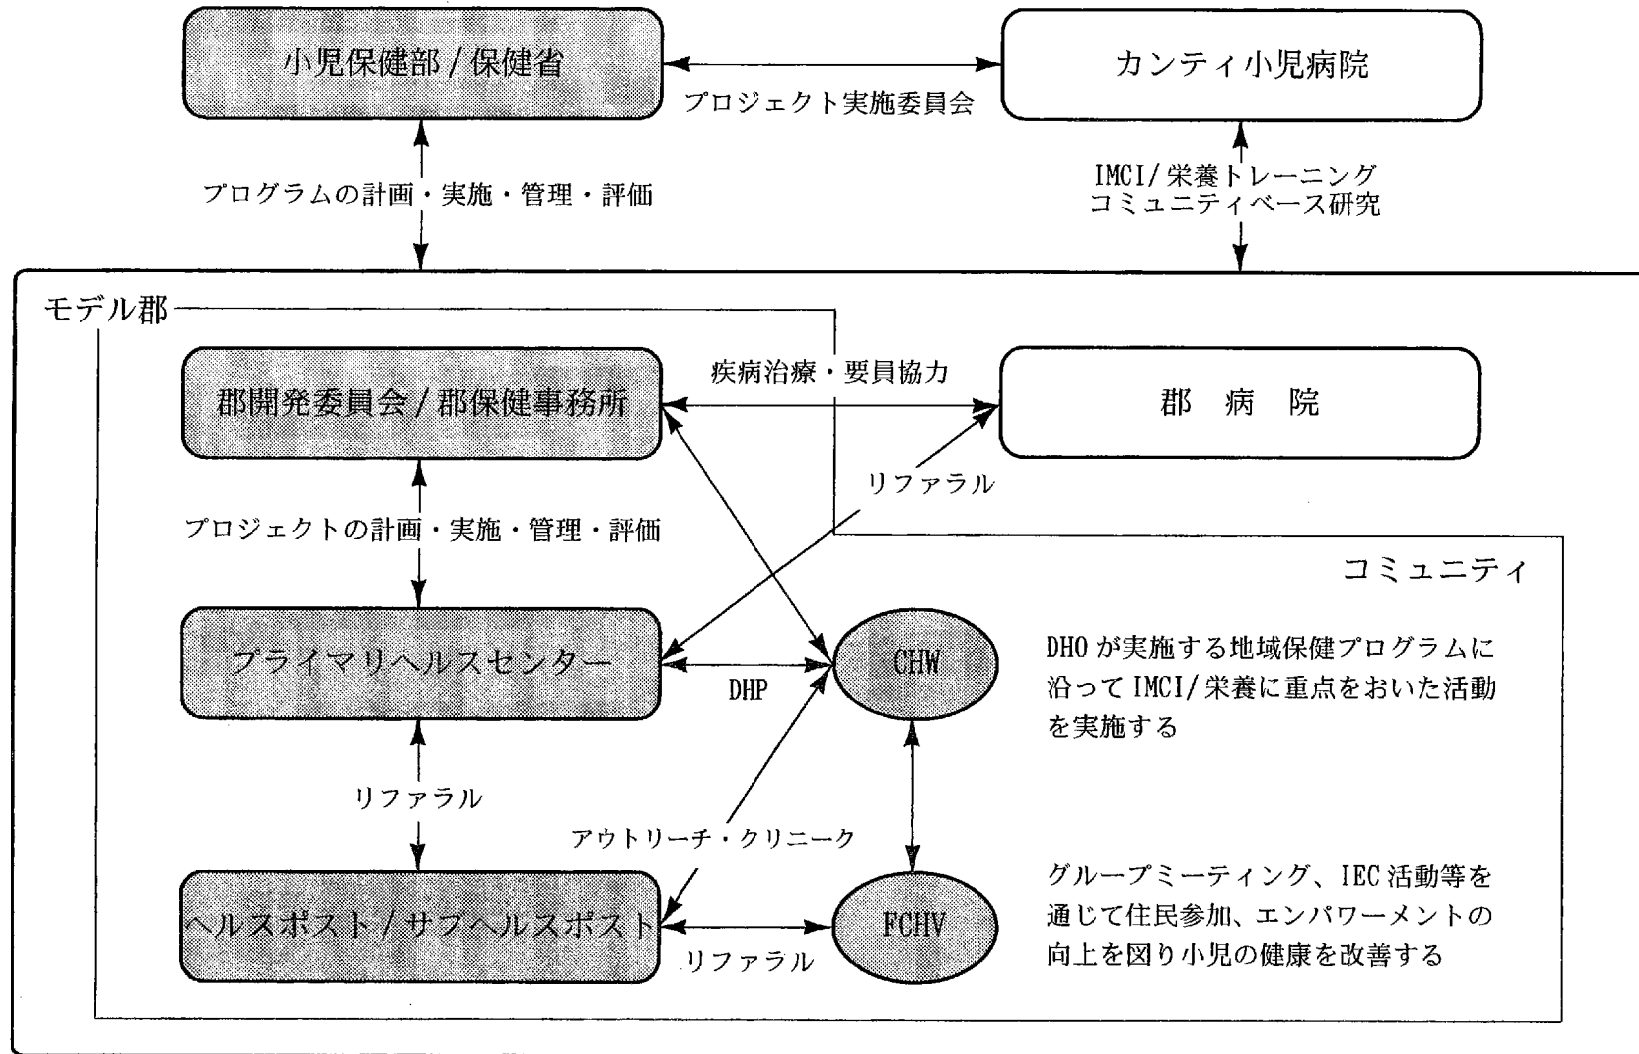 小児保健部/保健省
カンティ小児病院
プロジェクト実施委員会
プログラムの計画・実施・管理・評価
IMCI/栄養トレーニング
コミュニティベース研究
モデル郡
疾病治療・要員協力
郡開発委員会/郡保健事務所
郡 病 院
リファラル
プロジェクトの計画・実施・管理・評価
コミュニティ
プライマリヘルスセンター
CHW
DHP
DHOが実施する地域保健プログラムに
沿ってIMCI/栄養に重点をおいた活動
を実施する
リファラル
アウトリーチ・クリニーク
ヘルスポスト/サブヘルスポスト
FCHV
リファラル
グループミーティング、IEC活動等を
通じて住民参加、エンパワーメントの
向上を図り小児の健康を改善する